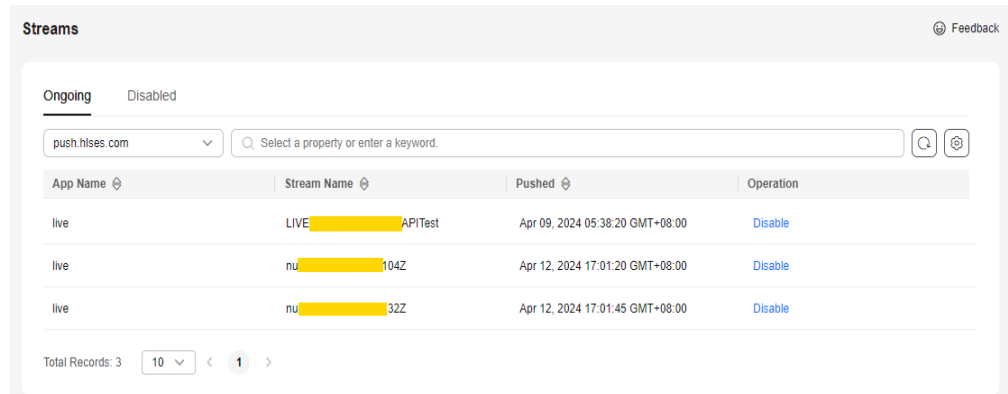 Streams Feedback
Ongoing Disabled
push.hlses.com Select a property or enter a keyword.
App Name Stream Name Pushed Operation
live LIVE APITest Apr 09, 2024 05:38:20 GMT+08:00 Disable
live nu 104Z Apr 12, 2024 17:01:20 GMT+08:00 Disable
live nu 32Z Apr 12, 2024 17:01:45 GMT+08:00 Disable
Total Records: 3 10 1